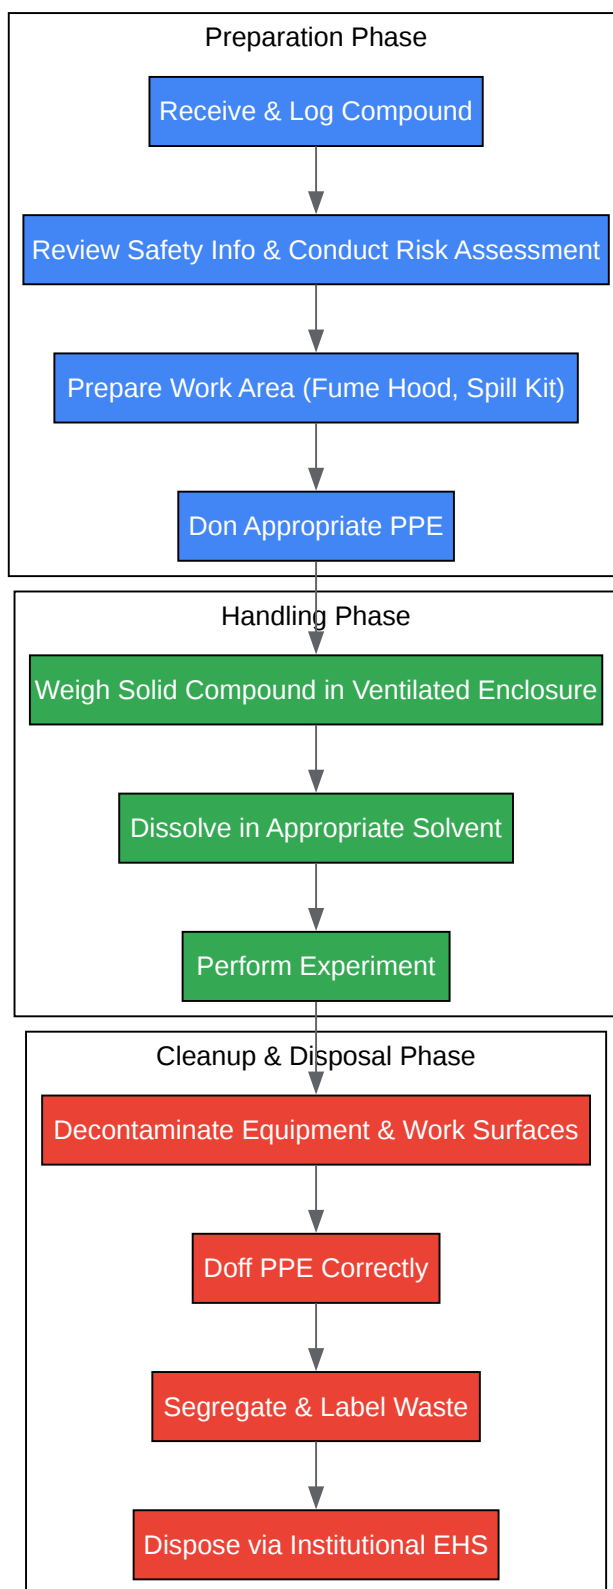 Preparation Phase
Receive & Log Compound
Review Safety Info & Conduct Risk Assessment
Prepare Work Area (Fume Hood, Spill Kit)
Don Appropriate PPE
Handling Phase
Weigh Solid Compound in Ventilated Enclosure
Dissolve in Appropriate Solvent
Perform Experiment
Cleanup & Disposal Phase
Decontaminate Equipment & Work Surfaces
Doff PPE Correctly
Segregate & Label Waste
Dispose via Institutional EHS